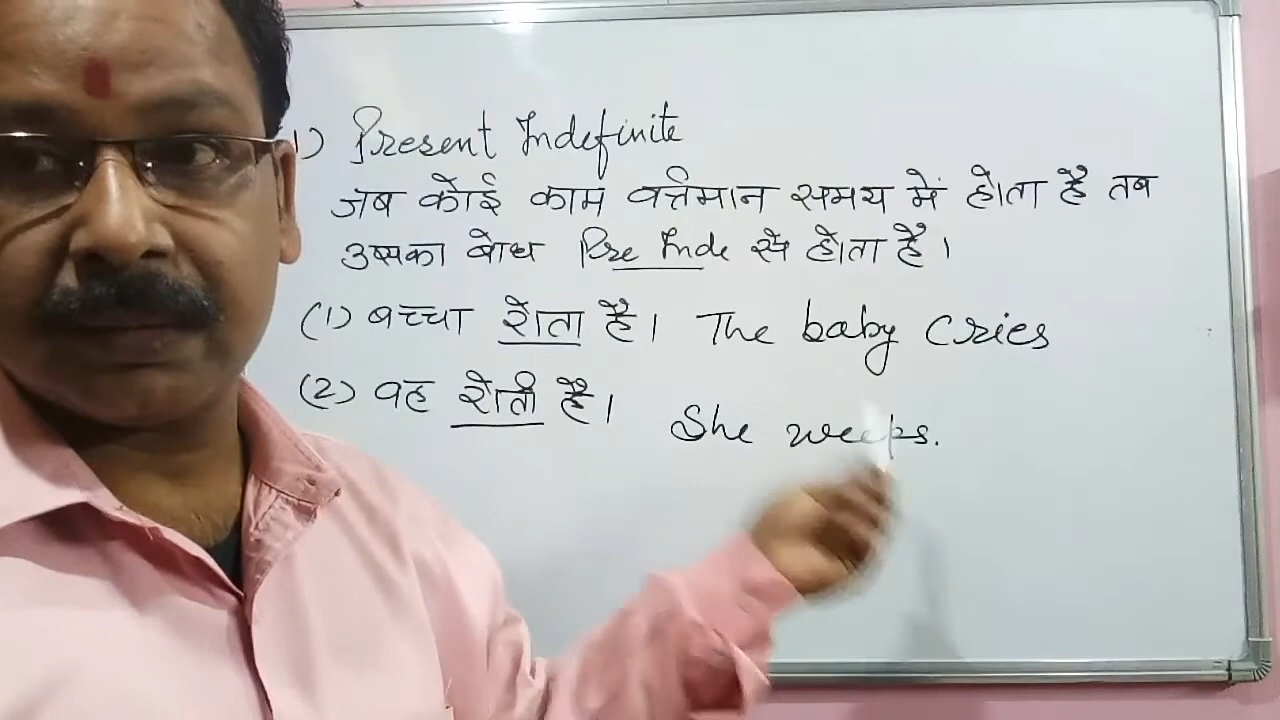 1) Present Indefinite
जब कोई काम वर्त्तमान समय में होता है तब
उसका बोध Pre Inde से होता है।
(1) बच्चा रोता है। The baby cries
(2) वह रोती है। She weeps.